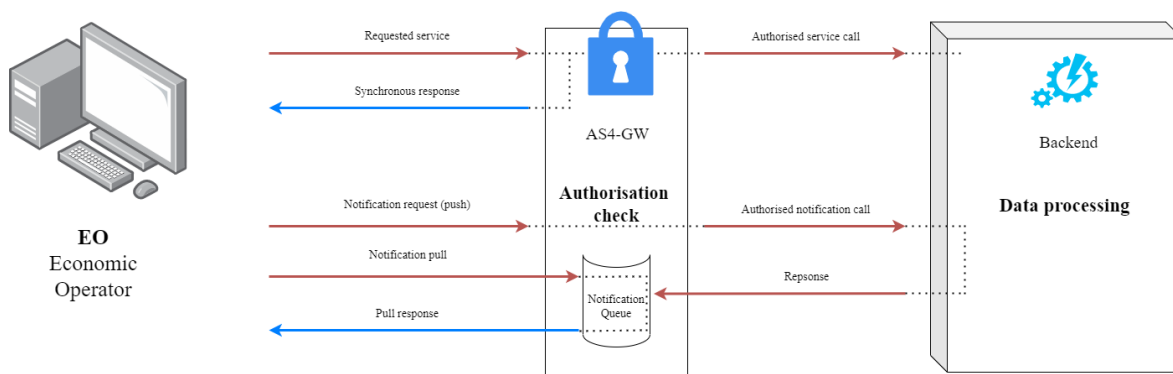 Requested service
Authorised service call
Synchronous response
AS4-GW
Backend
Authorisation
check
Data processing
Notification request (push)
Authorised notification call
EO
Economic
Operator
Notification pull
Repsonse
Notification
Queue
Pull response